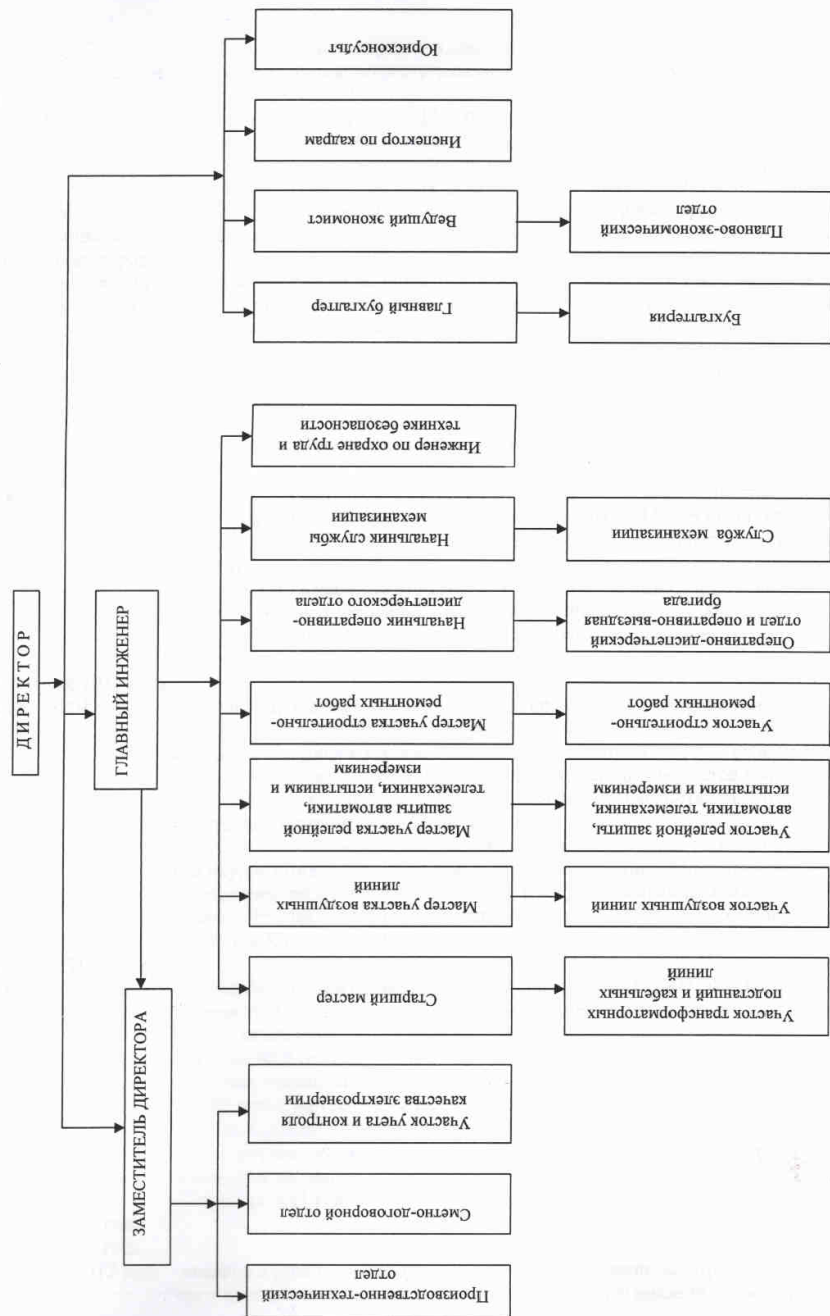 ДИРЕКТОР
ГЛАВНЫЙ ИНЖЕНЕР
ЗАМЕСТИТЕЛЬ ДИРЕКТОРА
Производственно-технический
отдел
Сметно-договорной отдел
Участок учета и контроля
качества электроэнергии
Старший мастер
Мастер участка воздушных
линий
Мастер участка релейной
защиты автоматики,
телемеханики, испытаниям и
измерениям
Мастер участка строительно-
ремонтных работ
Начальник оперативно-
диспетчерского отдела
Начальник службы
механизации
Инженер по охране труда и
технике безопасности
Главный бухгалтер
Ведущий экономист
Инспектор по кадрам
Юрисконсульт
Участок трансформаторных
подстанций и кабельных
линий
Участок воздушных линий
Участок релейной защиты,
автоматики, телемеханики,
испытаниям и измерениям
Участок строительно-
ремонтных работ
Оперативно-диспетчерский
отдел и оперативно-выездная
бригада
Служба механизации
Бухгалтерия
Планово-экономический
отдел